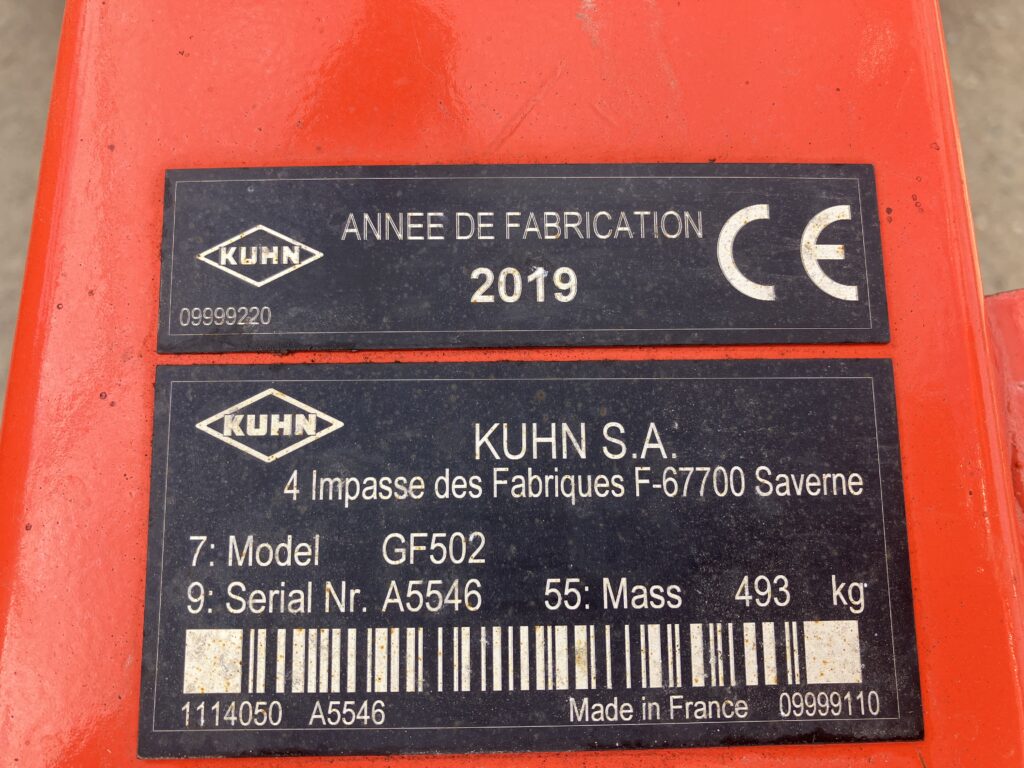 KUHN
ANNEE DE FABRICATION
2019
09999220
KUHN
KUHN S.A.
4 Impasse des Fabriques F-67700 Saverne
7: Model GF502
9: Serial Nr. A5546 55: Mass 493 kg
1114050 A5546 Made in France 09999110